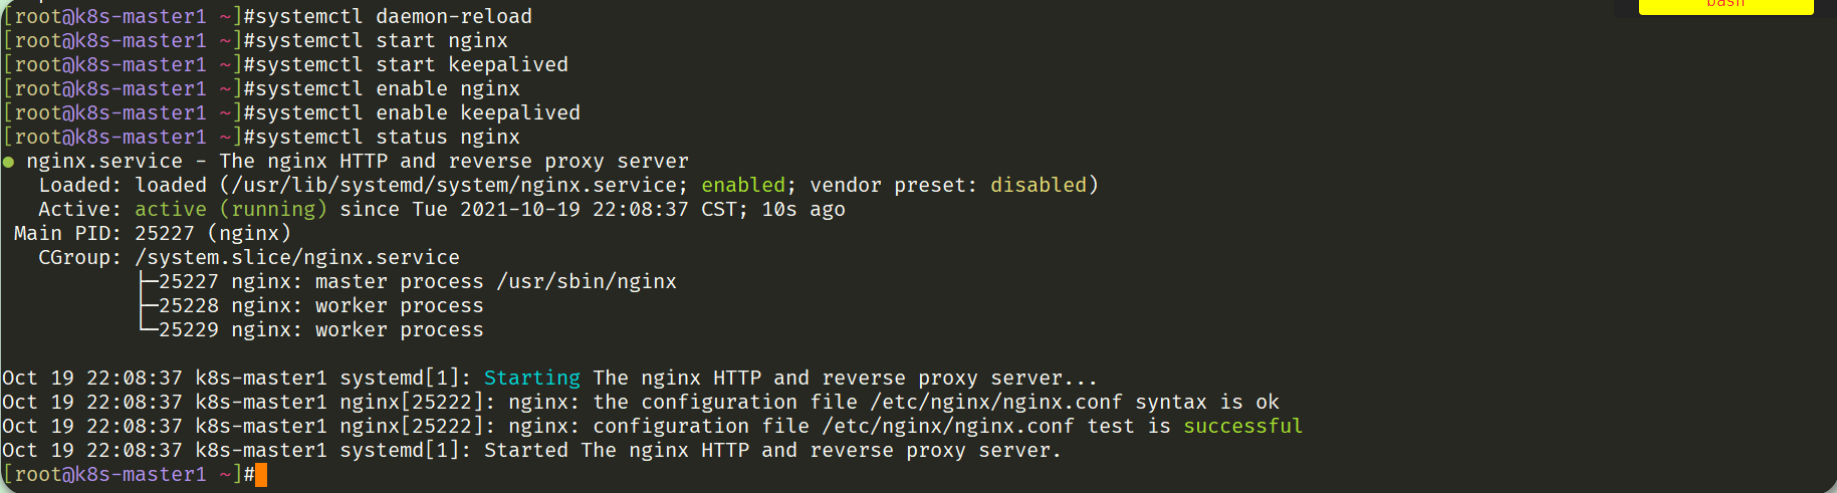 bash
[root@k8s-master1 ~]#systemctl daemon-reload
[root@k8s-master1 ~]#systemctl start nginx
[root@k8s-master1 ~]#systemctl start keepalived
[root@k8s-master1 ~]#systemctl enable nginx
[root@k8s-master1 ~]#systemctl enable keepalived
[root@k8s-master1 ~]#systemctl status nginx
● nginx.service - The nginx HTTP and reverse proxy server
   Loaded: loaded (/usr/lib/systemd/system/nginx.service; enabled; vendor preset: disabled)
   Active: active (running) since Tue 2021-10-19 22:08:37 CST; 10s ago
 Main PID: 25227 (nginx)
   CGroup: /system.slice/nginx.service
           ├─25227 nginx: master process /usr/sbin/nginx
           ├─25228 nginx: worker process
           └─25229 nginx: worker process
Oct 19 22:08:37 k8s-master1 systemd[1]: Starting The nginx HTTP and reverse proxy server...
Oct 19 22:08:37 k8s-master1 nginx[25222]: nginx: the configuration file /etc/nginx/nginx.conf syntax is ok
Oct 19 22:08:37 k8s-master1 nginx[25222]: nginx: configuration file /etc/nginx/nginx.conf test is successful
Oct 19 22:08:37 k8s-master1 systemd[1]: Started The nginx HTTP and reverse proxy server.
[root@k8s-master1 ~]#